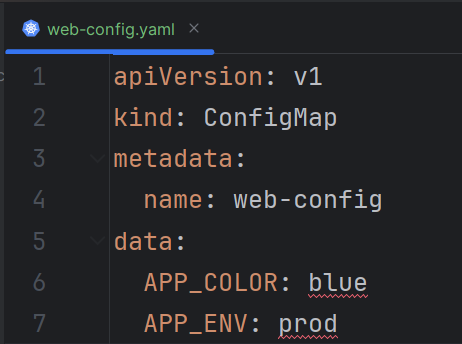 web-config.yaml
1 apiVersion: v1
2 kind: ConfigMap
3 metadata:
4   name: web-config
5 data:
6   APP_COLOR: blue
7   APP_ENV: prod